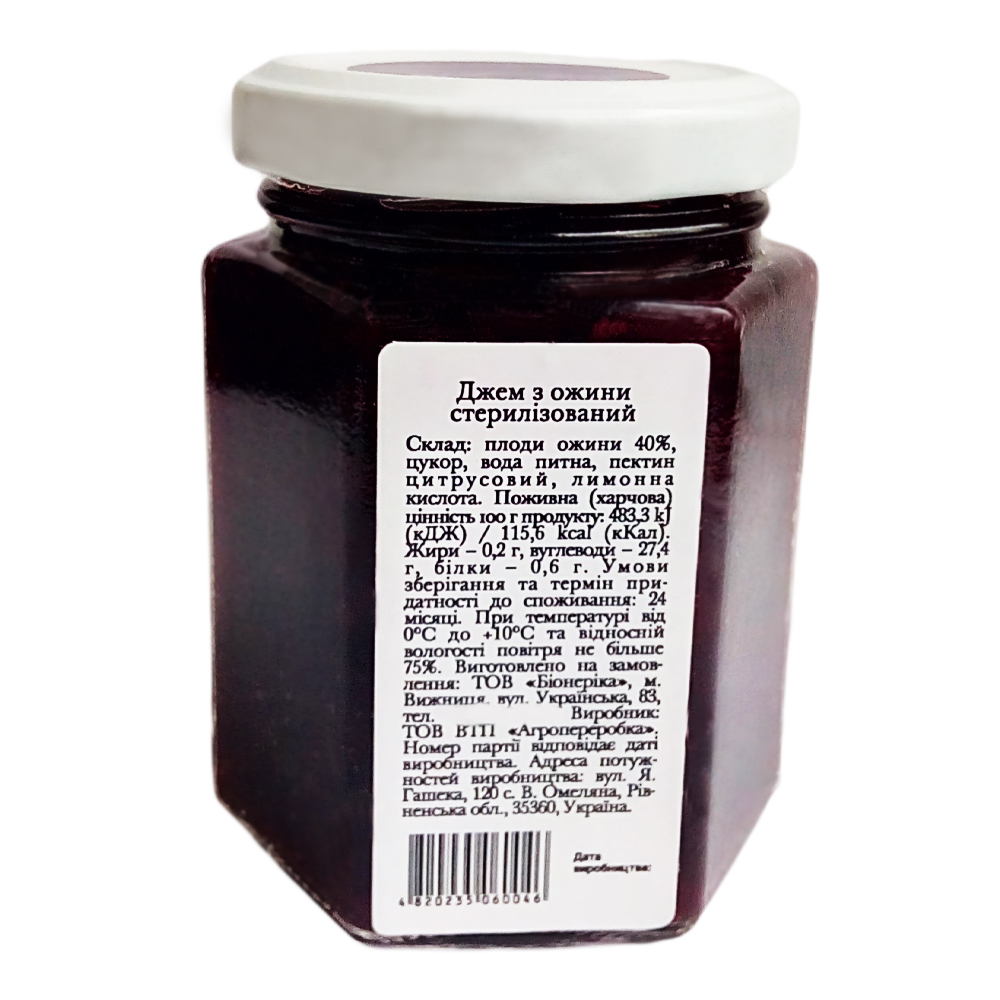 Джем з ожини
стерилізований
Склад: плоди ожини 40%,
цукор, вода питна, пектин
цитрусовий, лимонна
кислота. Поживна (харчова)
цінність 100 г продукту: 483,3 kJ
(кДЖ) / 115,6 kcal (кКал).
Жири – 0,2 г, вуглеводи – 27,4
г, білки – 0,6 г. Умови
зберігання та термін при-
датності до споживання: 24
місяці. При температурі від
0°C до +10°C та відносній
вологості повітря не більше
75%. Виготовлено на замов-
лення: ТОВ «Біонеріка», м.
Вижниця, вул. Українська, 83,
тел. Виробник:
ТОВ ВТП «Агропереробка».
Номер партії відповідає даті
виробництва. Адреса потуж-
ностей виробництва: вул. Я.
Гашека, 120 с. В. Омеляна, Рів-
ненська обл., 35360, Україна.
Дата
виробництва:
4 820235 060046